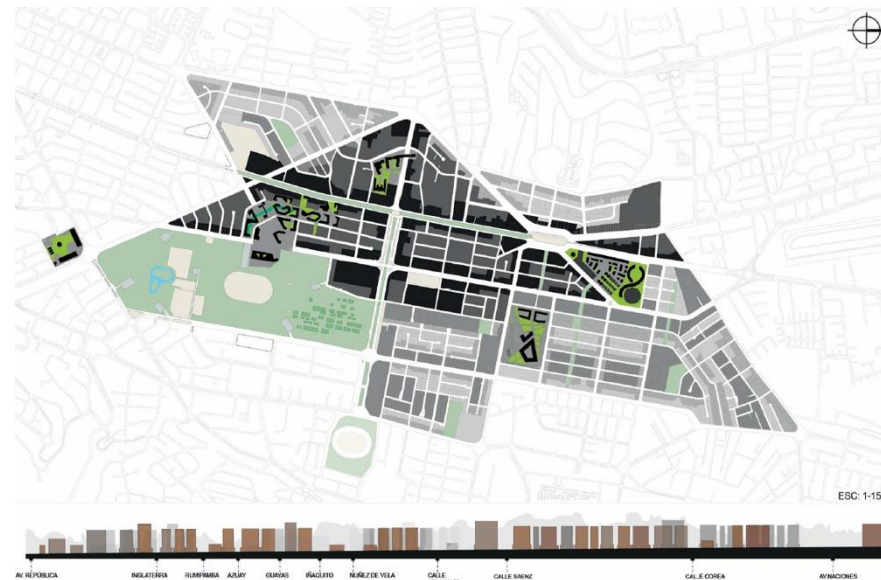 ESC: 1-15
AV. REPÚBLICA
INGLATERRA
RUMIPAMBA
AZUAY
GUAYAS
IÑAQUITO
NUÑEZ DE VELA
CALLE
CALLE SAENZ
CALLE COREA
AV.NACIONES